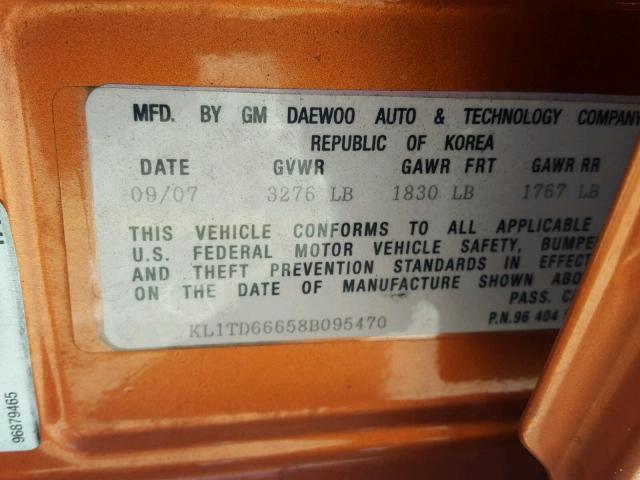 MFD. BY GM DAEWOO AUTO & TECHNOLOGY COMPANY
REPUBLIC OF KOREA
DATE GVWR GAWR FRT GAWR RR
09/07 3276 LB 1830 LB 1767 LB
THIS VEHICLE CONFORMS TO ALL APPLICABLE
U.S. FEDERAL MOTOR VEHICLE SAFETY, BUMPE
AND THEFT PREVENTION STANDARDS IN EFFECT
ON THE DATE OF MANUFACTURE SHOWN ABO
PASS. CA
KL1TD66658B095470 P.N.96 404
96879465